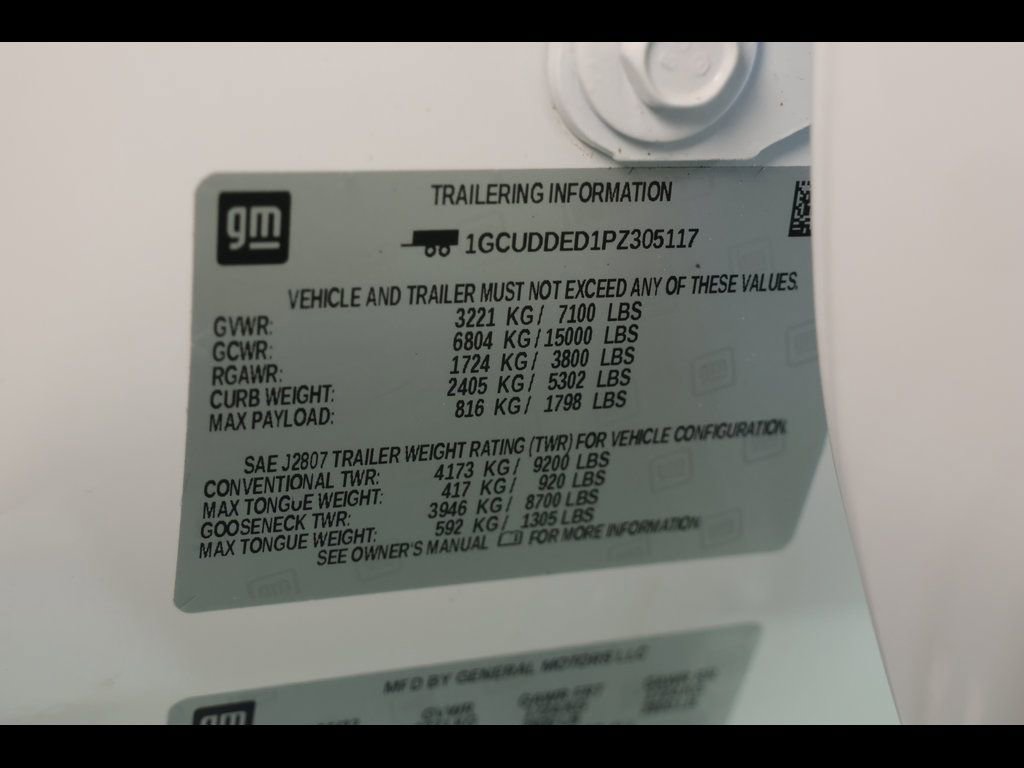 gm
TRAILERING INFORMATION
1GCUDDED1PZ305117
VEHICLE AND TRAILER MUST NOT EXCEED ANY OF THESE VALUES.
GVWR: 3221 KG/ 7100 LBS
GCWR: 6804 KG/15000 LBS
RGAWR: 1724 KG/ 3800 LBS
CURB WEIGHT: 2405 KG/ 5302 LBS
MAX PAYLOAD: 816 KG/ 1798 LBS
SAE J2807 TRAILER WEIGHT RATING (TWR) FOR VEHICLE CONFIGURATION.
CONVENTIONAL TWR: 4173 KG/ 9200 LBS
MAX TONGUE WEIGHT: 417 KG/ 920 LBS
GOOSENECK TWR: 3946 KG/ 8700 LBS
MAX TONGUE WEIGHT: 592 KG/ 1305 LBS
SEE OWNER'S MANUAL FOR MORE INFORMATION.
gm
MFD BY GENERAL MOTORS LLC
gm
GVWR